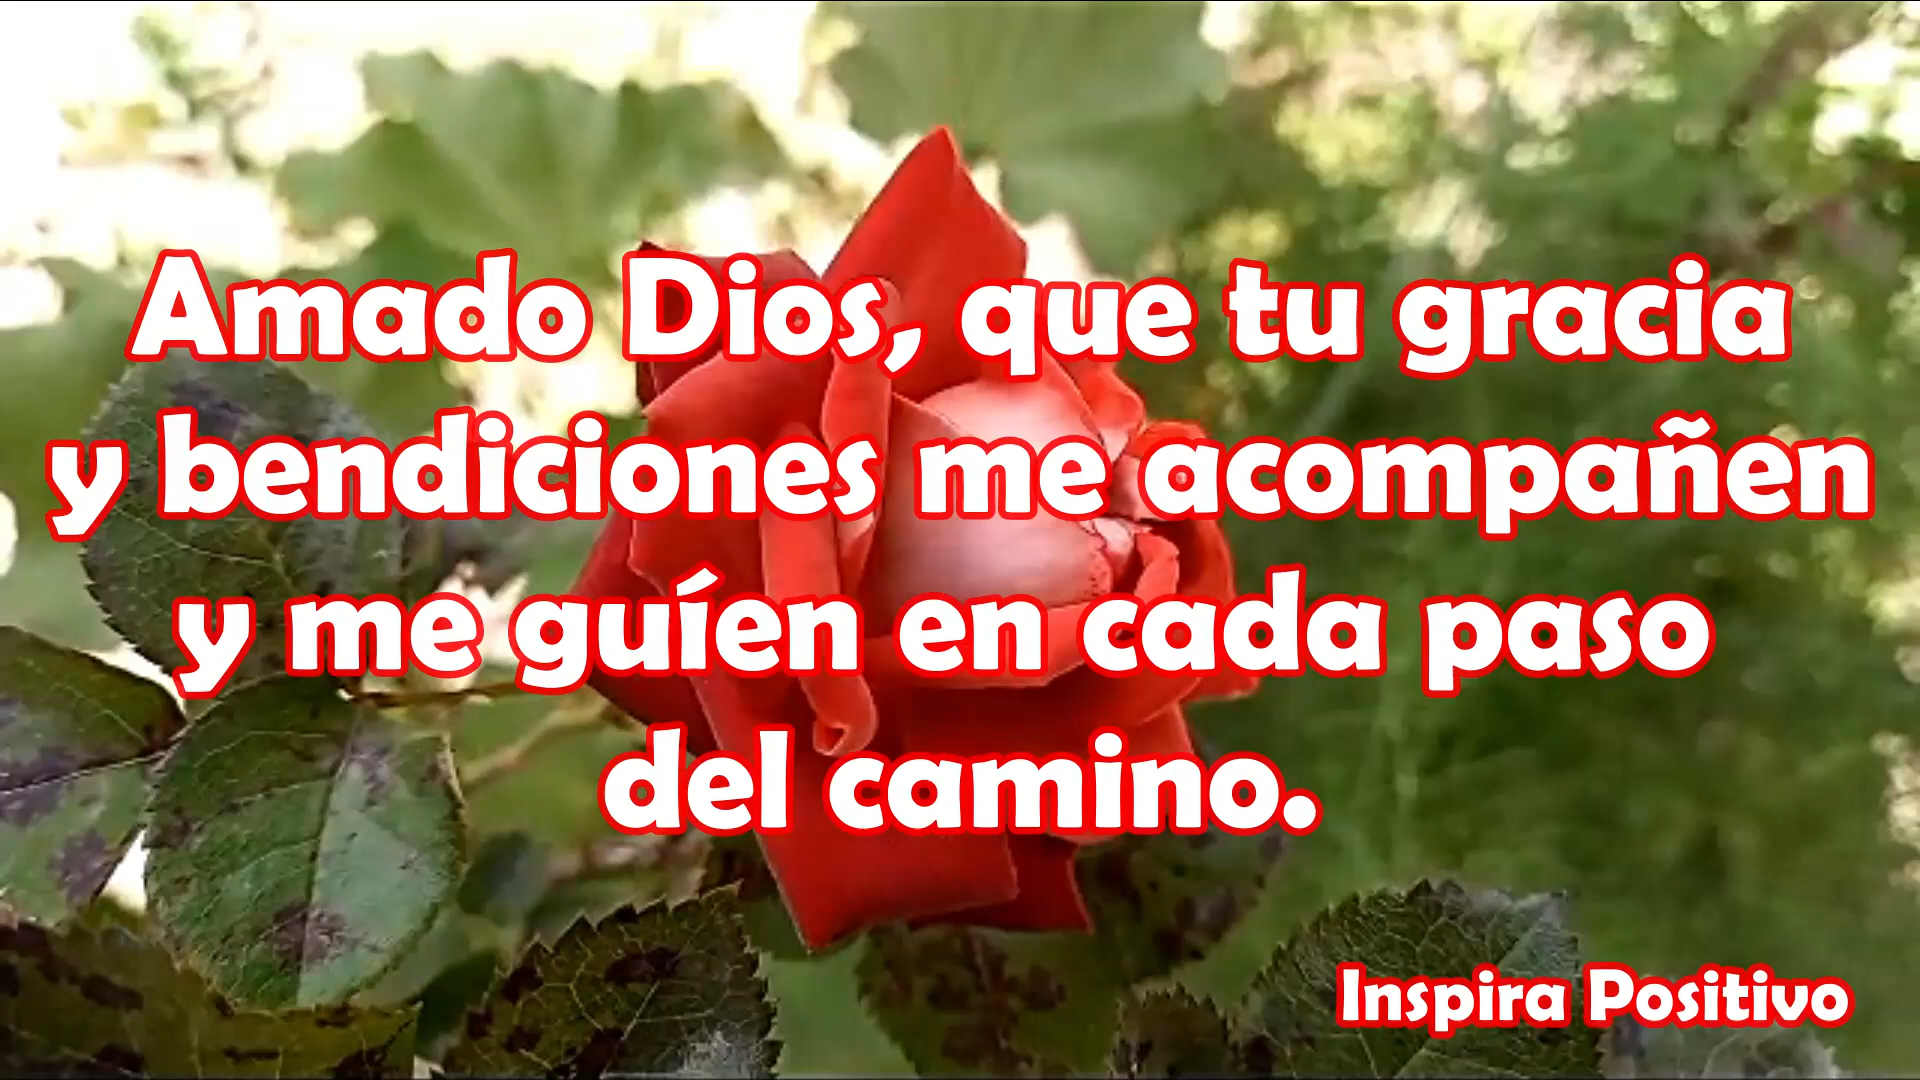 Amado Dios, que tu gracia
y bendiciones me acompañen
y me guíen en cada paso
del camino.
Inspira Positivo